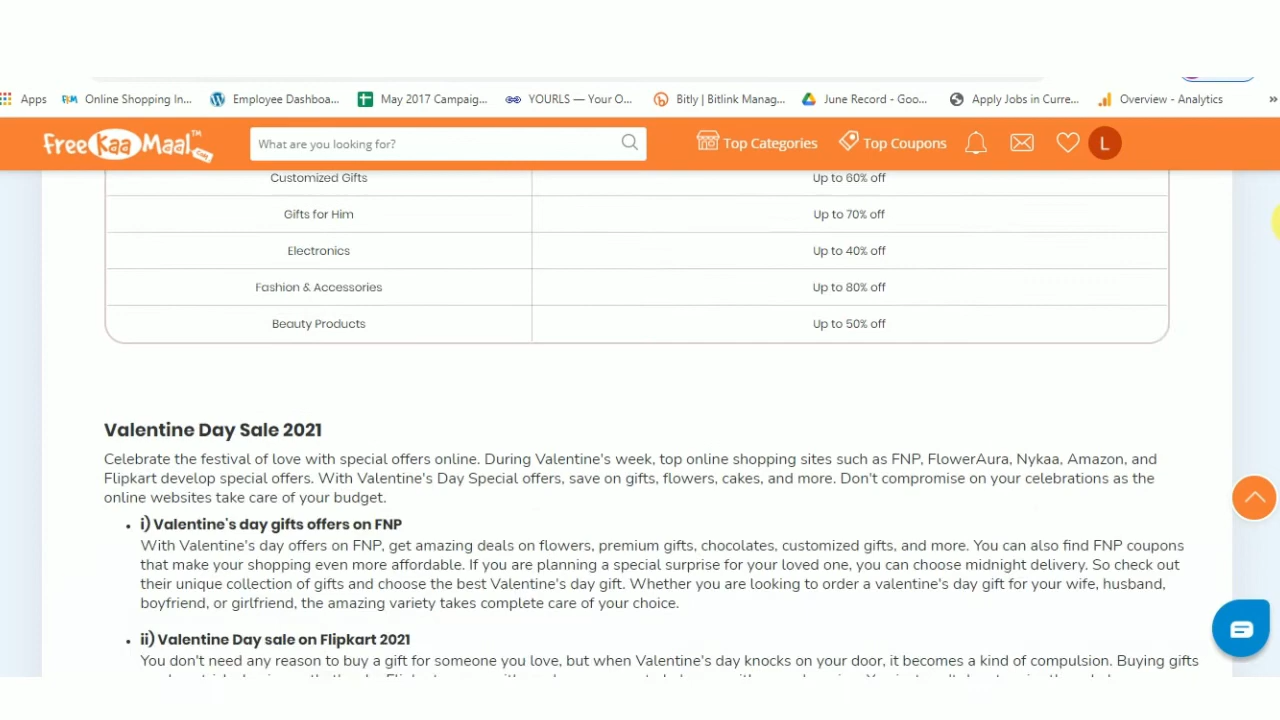 Apps
Online Shopping In...
Employee Dashboa...
May 2017 Campaig...
YOURLS — Your O...
Bitly | Bitlink Manag...
June Record - Goo...
Apply Jobs in Curre...
Overview - Analytics
»
FreeKaaMaal.com™
What are you looking for?
Top Categories
Top Coupons
L
Customized Gifts Up to 60% off
Gifts for Him Up to 70% off
Electronics Up to 40% off
Fashion & Accessories Up to 80% off
Beauty Products Up to 50% off
Valentine Day Sale 2021
Celebrate the festival of love with special offers online. During Valentine's week, top online shopping sites such as FNP, FlowerAura, Nykaa, Amazon, and
Flipkart develop special offers. With Valentine's Day Special offers, save on gifts, flowers, cakes, and more. Don't compromise on your celebrations as the
online websites take care of your budget.
• i) Valentine's day gifts offers on FNP
With Valentine's day offers on FNP, get amazing deals on flowers, premium gifts, chocolates, customized gifts, and more. You can also find FNP coupons
that make your shopping even more affordable. If you are planning a special surprise for your loved one, you can choose midnight delivery. So check out
their unique collection of gifts and choose the best Valentine's day gift. Whether you are looking to order a valentine's day gift for your wife, husband,
boyfriend, or girlfriend, the amazing variety takes complete care of your choice.
• ii) Valentine Day sale on Flipkart 2021
You don't need any reason to buy a gift for someone you love, but when Valentine's day knocks on your door, it becomes a kind of compulsion. Buying gifts